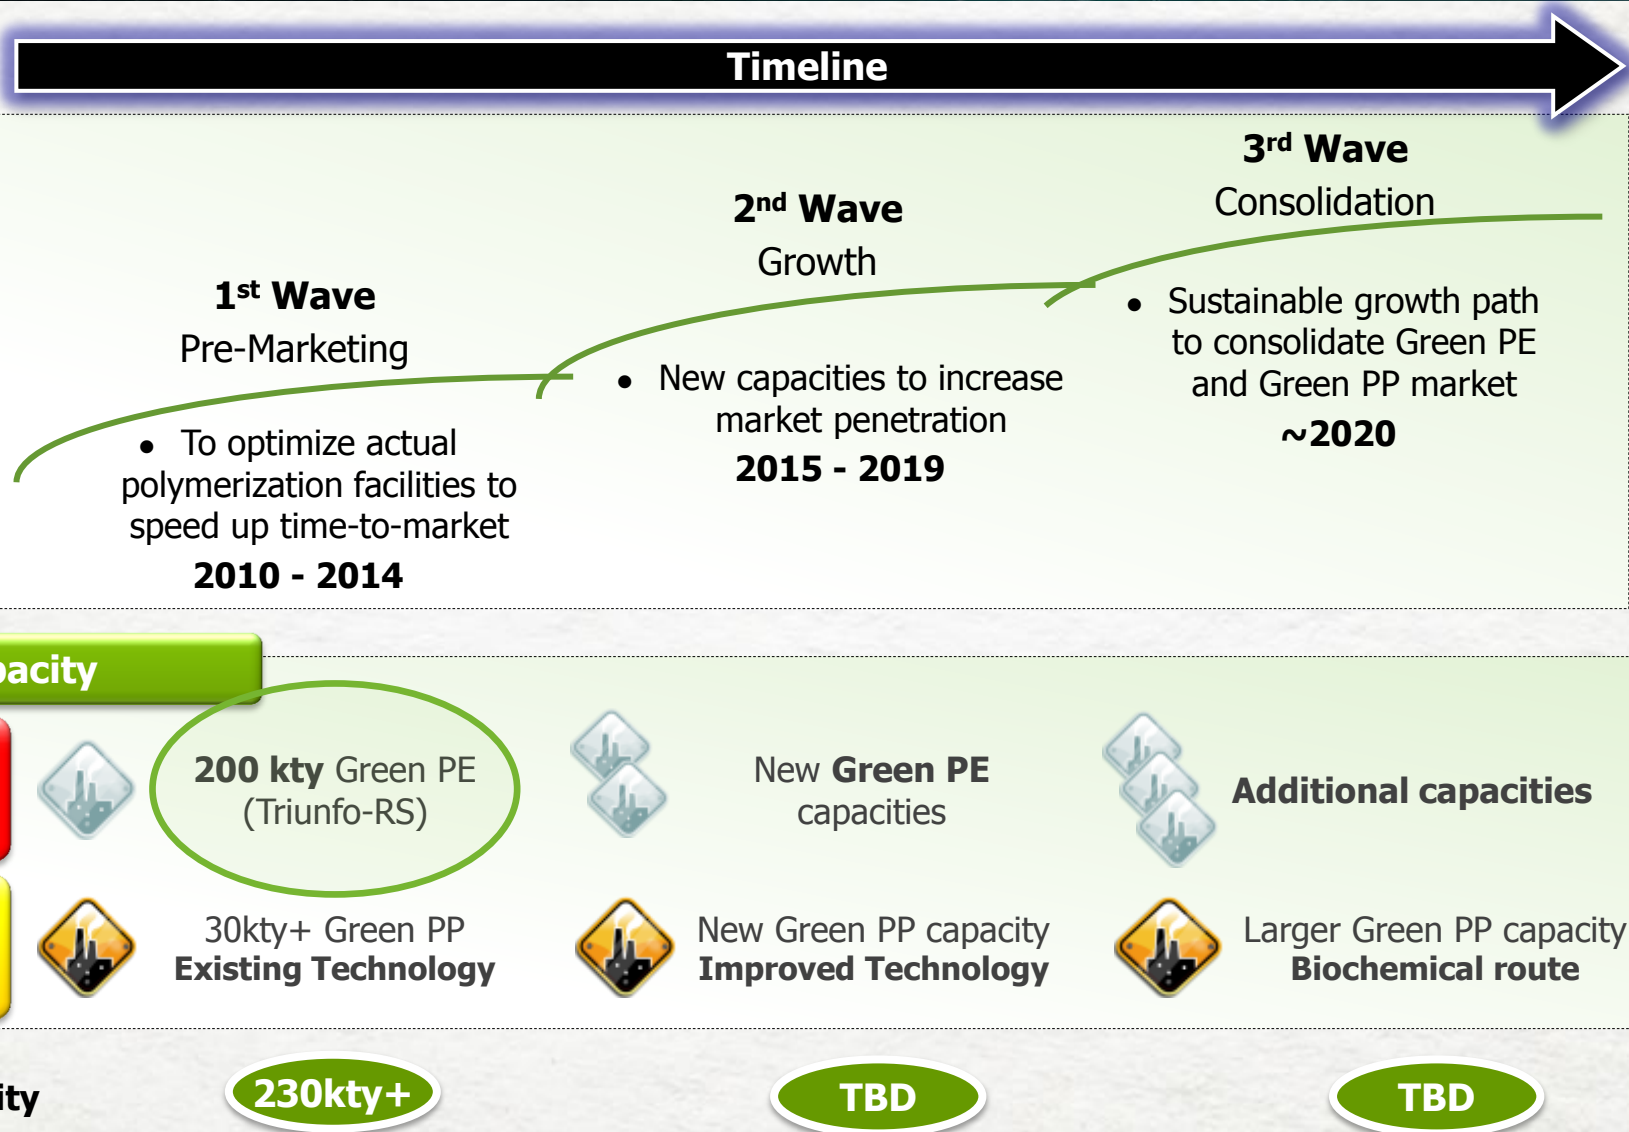 Timeline
1st Wave
Pre-Marketing
• To optimize actual
polymerization facilities to
speed up time-to-market
2010 - 2014
2nd Wave
Growth
• New capacities to increase
market penetration
2015 - 2019
3rd Wave
Consolidation
• Sustainable growth path
to consolidate Green PE
and Green PP market
~2020
pacity
200 kty Green PE
(Triunfo-RS)
New Green PE
capacities
Additional capacities
30kty+ Green PP
Existing Technology
New Green PP capacity
Improved Technology
Larger Green PP capacity
Biochemical route
ity
230kty+
TBD
TBD